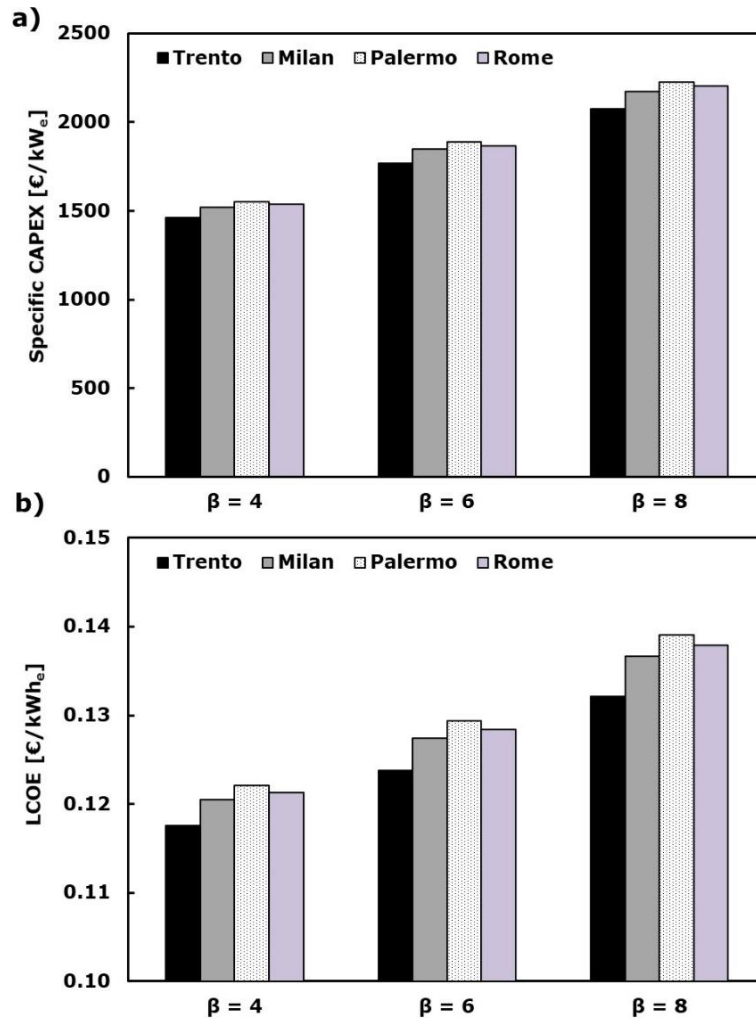 a)
2500
Trento Milan Palermo Rome
2000
1500
1000
500
0
Specific CAPEX [€/kWₑ]
β = 4 β = 6 β = 8
b)
0.15
Trento Milan Palermo Rome
0.14
0.13
0.12
0.11
0.10
LCOE [€/kWhₑ]
β = 4 β = 6 β = 8